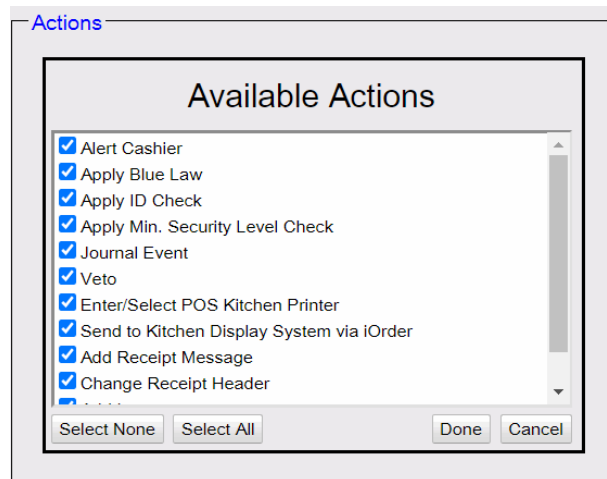 Actions
Available Actions
Alert Cashier
Apply Blue Law
Apply ID Check
Apply Min. Security Level Check
Journal Event
Veto
Enter/Select POS Kitchen Printer
Send to Kitchen Display System via iOrder
Add Receipt Message
Change Receipt Header
Select None Select All Done Cancel